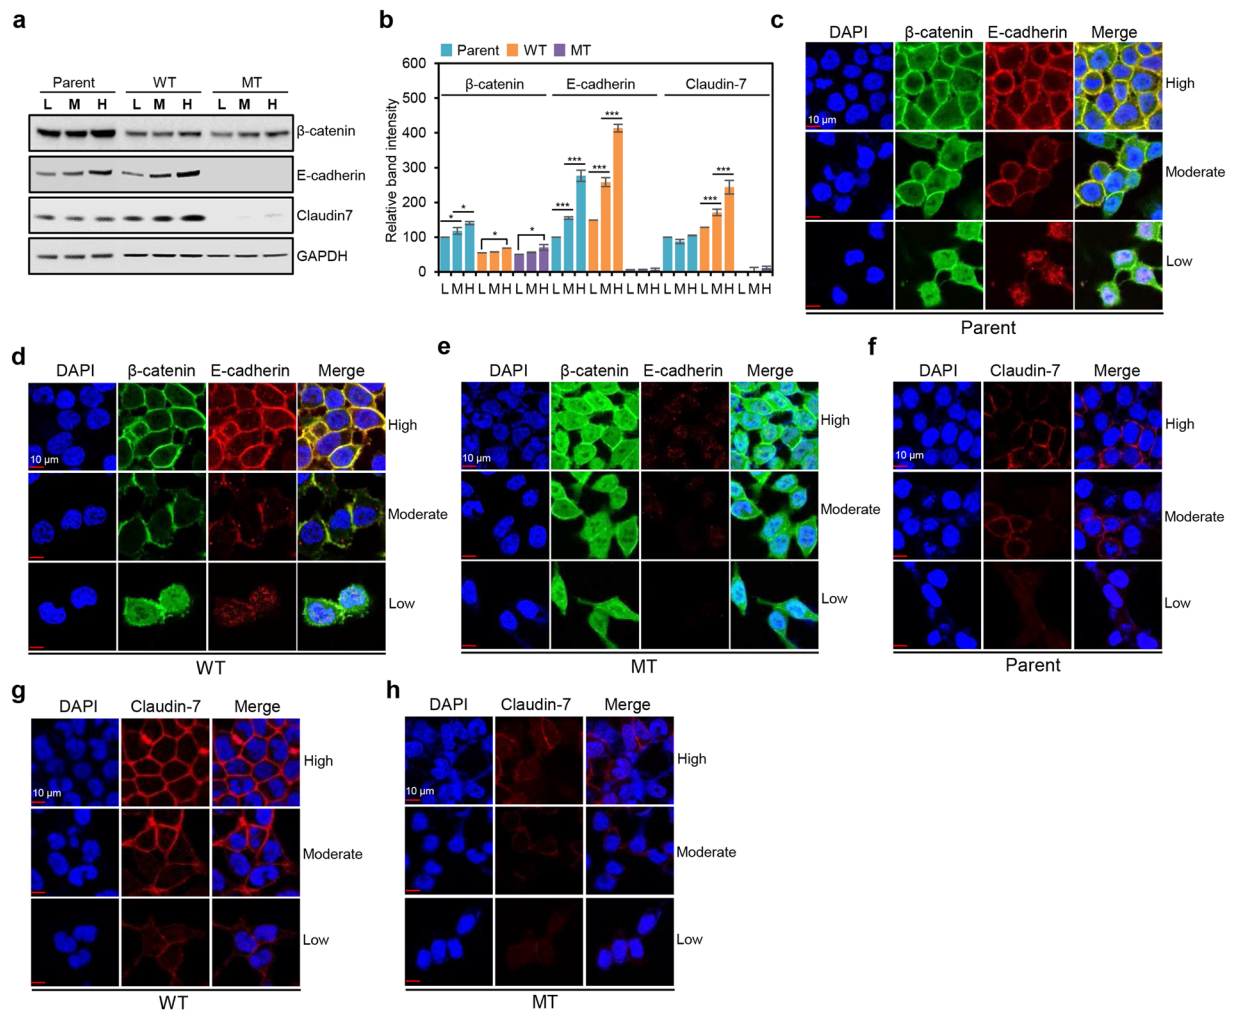 a
Parent WT MT
L M H L M H L M H
β-catenin
E-cadherin
Claudin7
GAPDH
b
Parent WT MT
Relative band intensity
600
500
400
300
200
100
0
β-catenin E-cadherin Claudin-7
* * * * *** *** *** *** *** ***
L M H L M H L M H L M H L M H L M H L M H L M H L M H
c
DAPI β-catenin E-cadherin Merge
10 μm
High
Moderate
Low
Parent
d
DAPI β-catenin E-cadherin Merge
10 μm
High
Moderate
Low
WT
e
DAPI β-catenin E-cadherin Merge
10 μm
High
Moderate
Low
MT
f
DAPI Claudin-7 Merge
10 μm
High
Moderate
Low
Parent
g
DAPI Claudin-7 Merge
10 μm
High
Moderate
Low
WT
h
DAPI Claudin-7 Merge
10 μm
High
Moderate
Low
MT